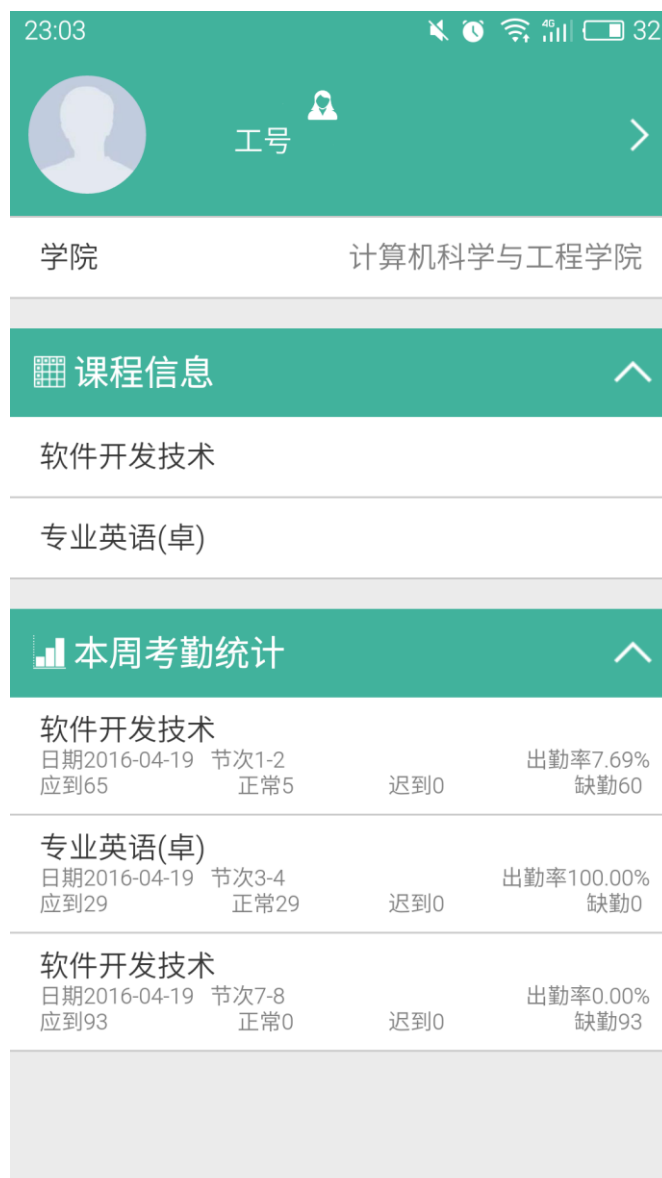 23:03 4G 32
工号
学院 计算机科学与工程学院
课程信息
软件开发技术
专业英语(卓)
本周考勤统计
软件开发技术
日期2016-04-19 节次1-2 出勤率7.69%
应到65 正常5 迟到0 缺勤60
专业英语(卓)
日期2016-04-19 节次3-4 出勤率100.00%
应到29 正常29 迟到0 缺勤0
软件开发技术
日期2016-04-19 节次7-8 出勤率0.00%
应到93 正常0 迟到0 缺勤93